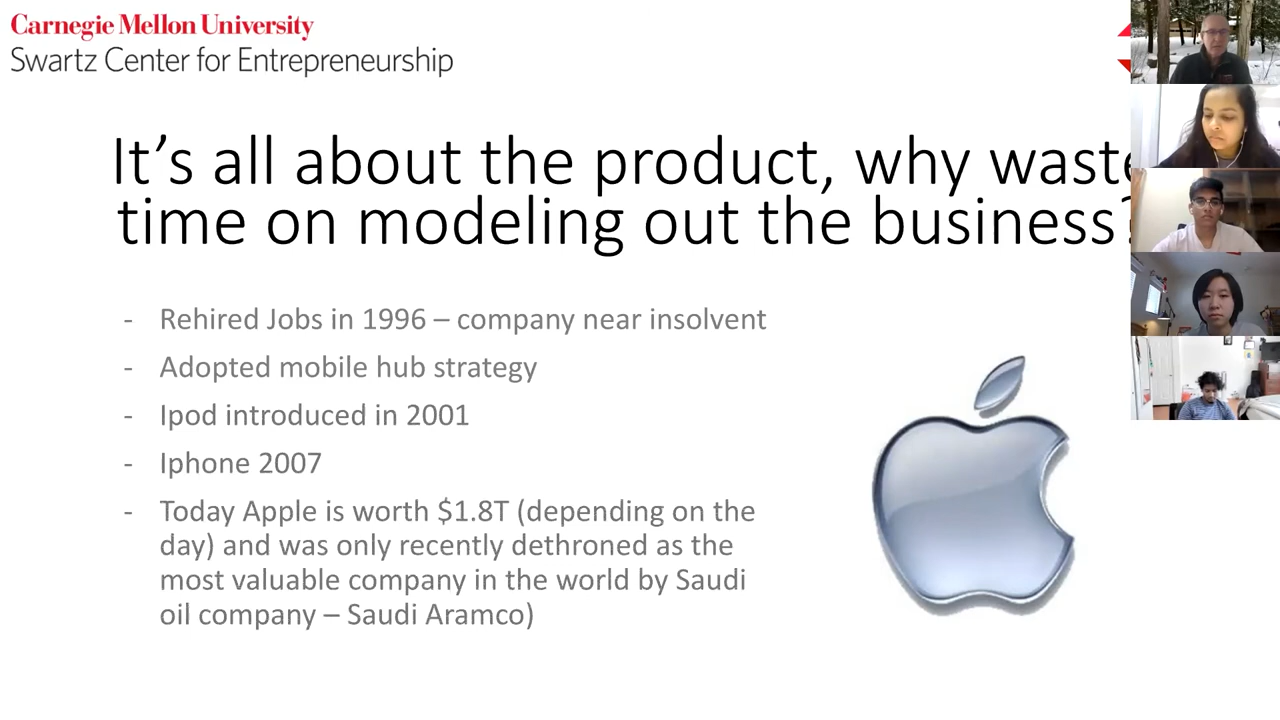 Carnegie Mellon University
Swartz Center for Entrepreneurship
It’s all about the product, why waste
time on modeling out the business?
- Rehired Jobs in 1996 – company near insolvent
- Adopted mobile hub strategy
- Ipod introduced in 2001
- Iphone 2007
- Today Apple is worth $1.8T (depending on the
day) and was only recently dethroned as the
most valuable company in the world by Saudi
oil company – Saudi Aramco)